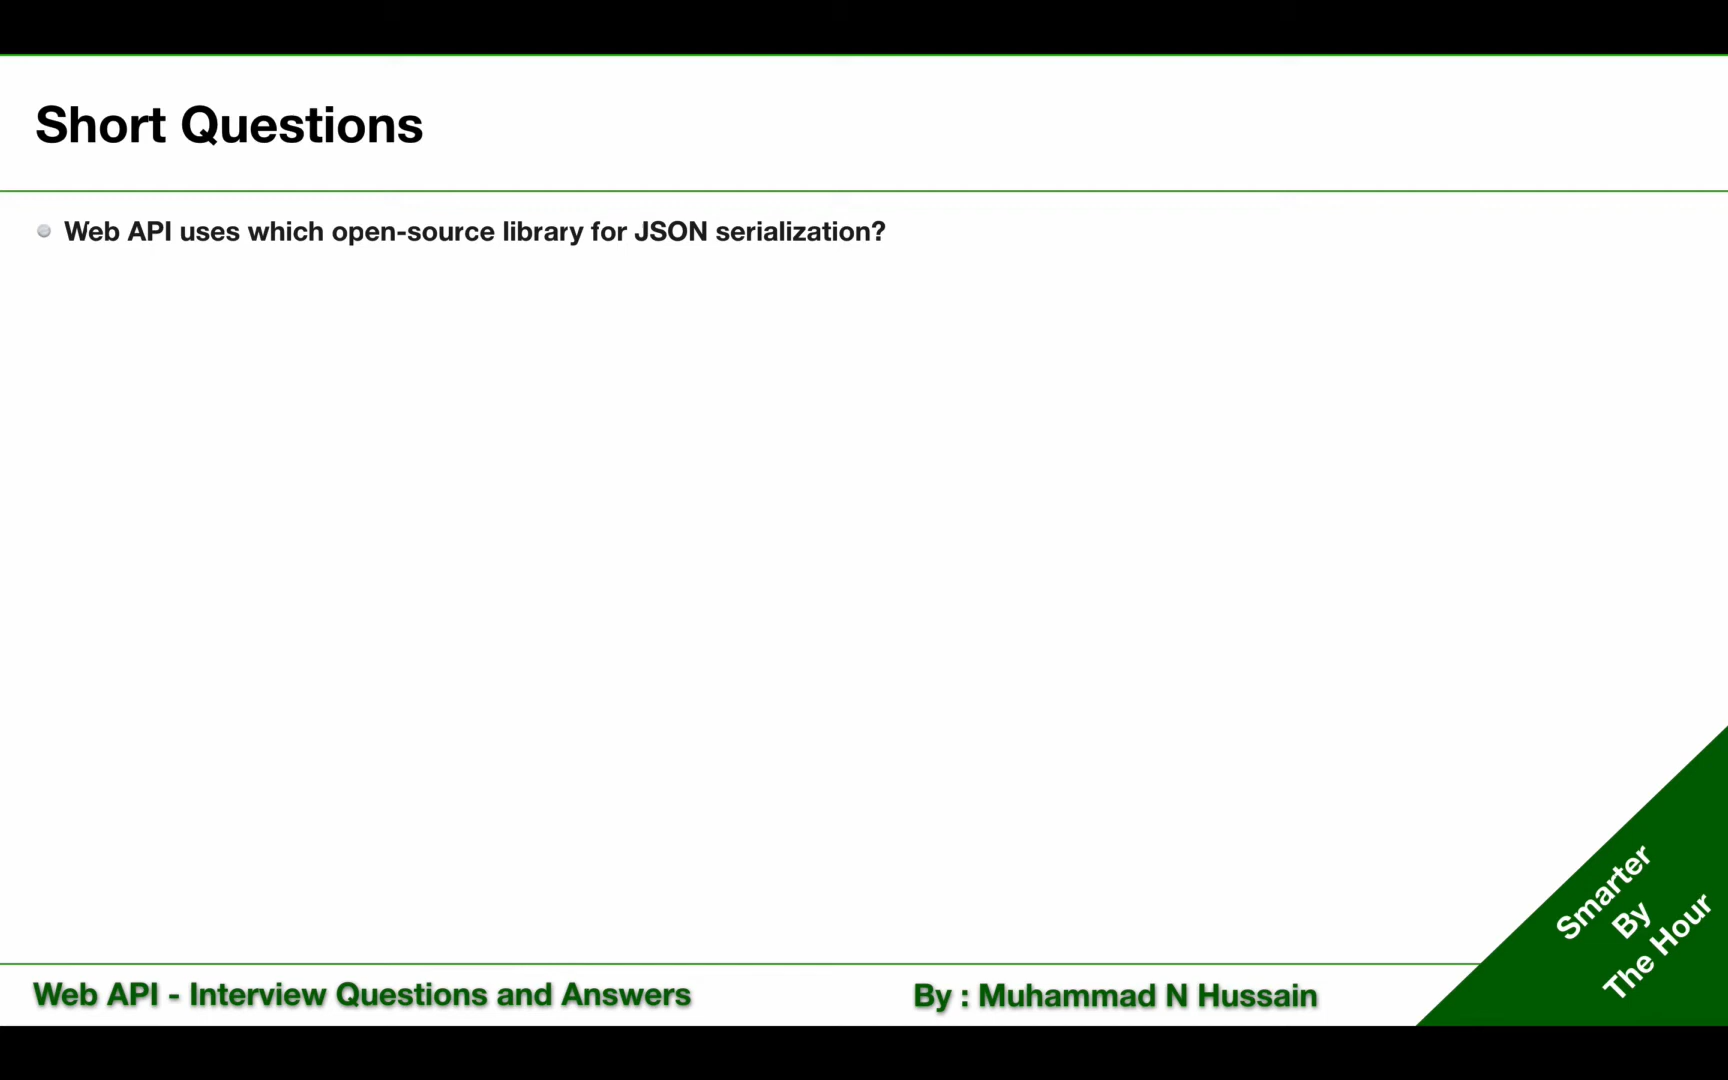 Short Questions
Web API uses which open-source library for JSON serialization?
Smarter
By
The Hour
Web API - Interview Questions and Answers
By : Muhammad N Hussain